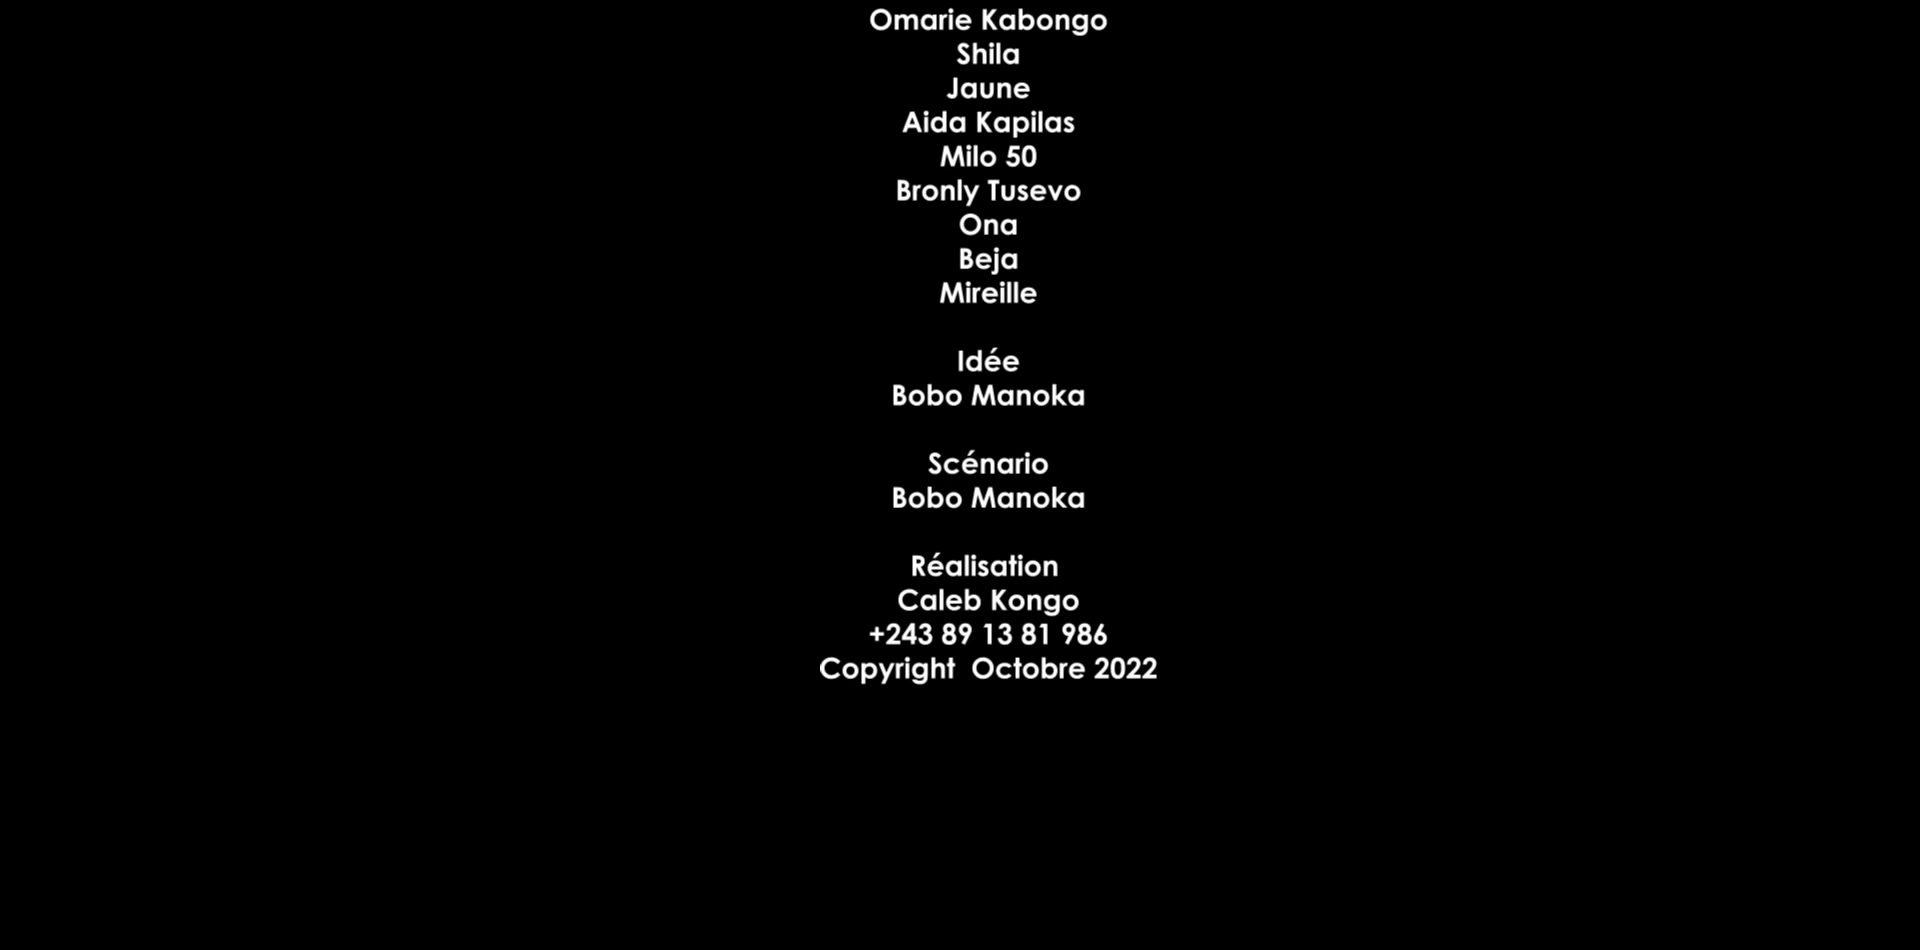 Omarie Kabongo
Shila
Jaune
Aida Kapilas
Milo 50
Bronly Tusevo
Ona
Beja
Mireille
Idée
Bobo Manoka
Scénario
Bobo Manoka
Réalisation
Caleb Kongo
+243 89 13 81 986
Copyright  Octobre 2022